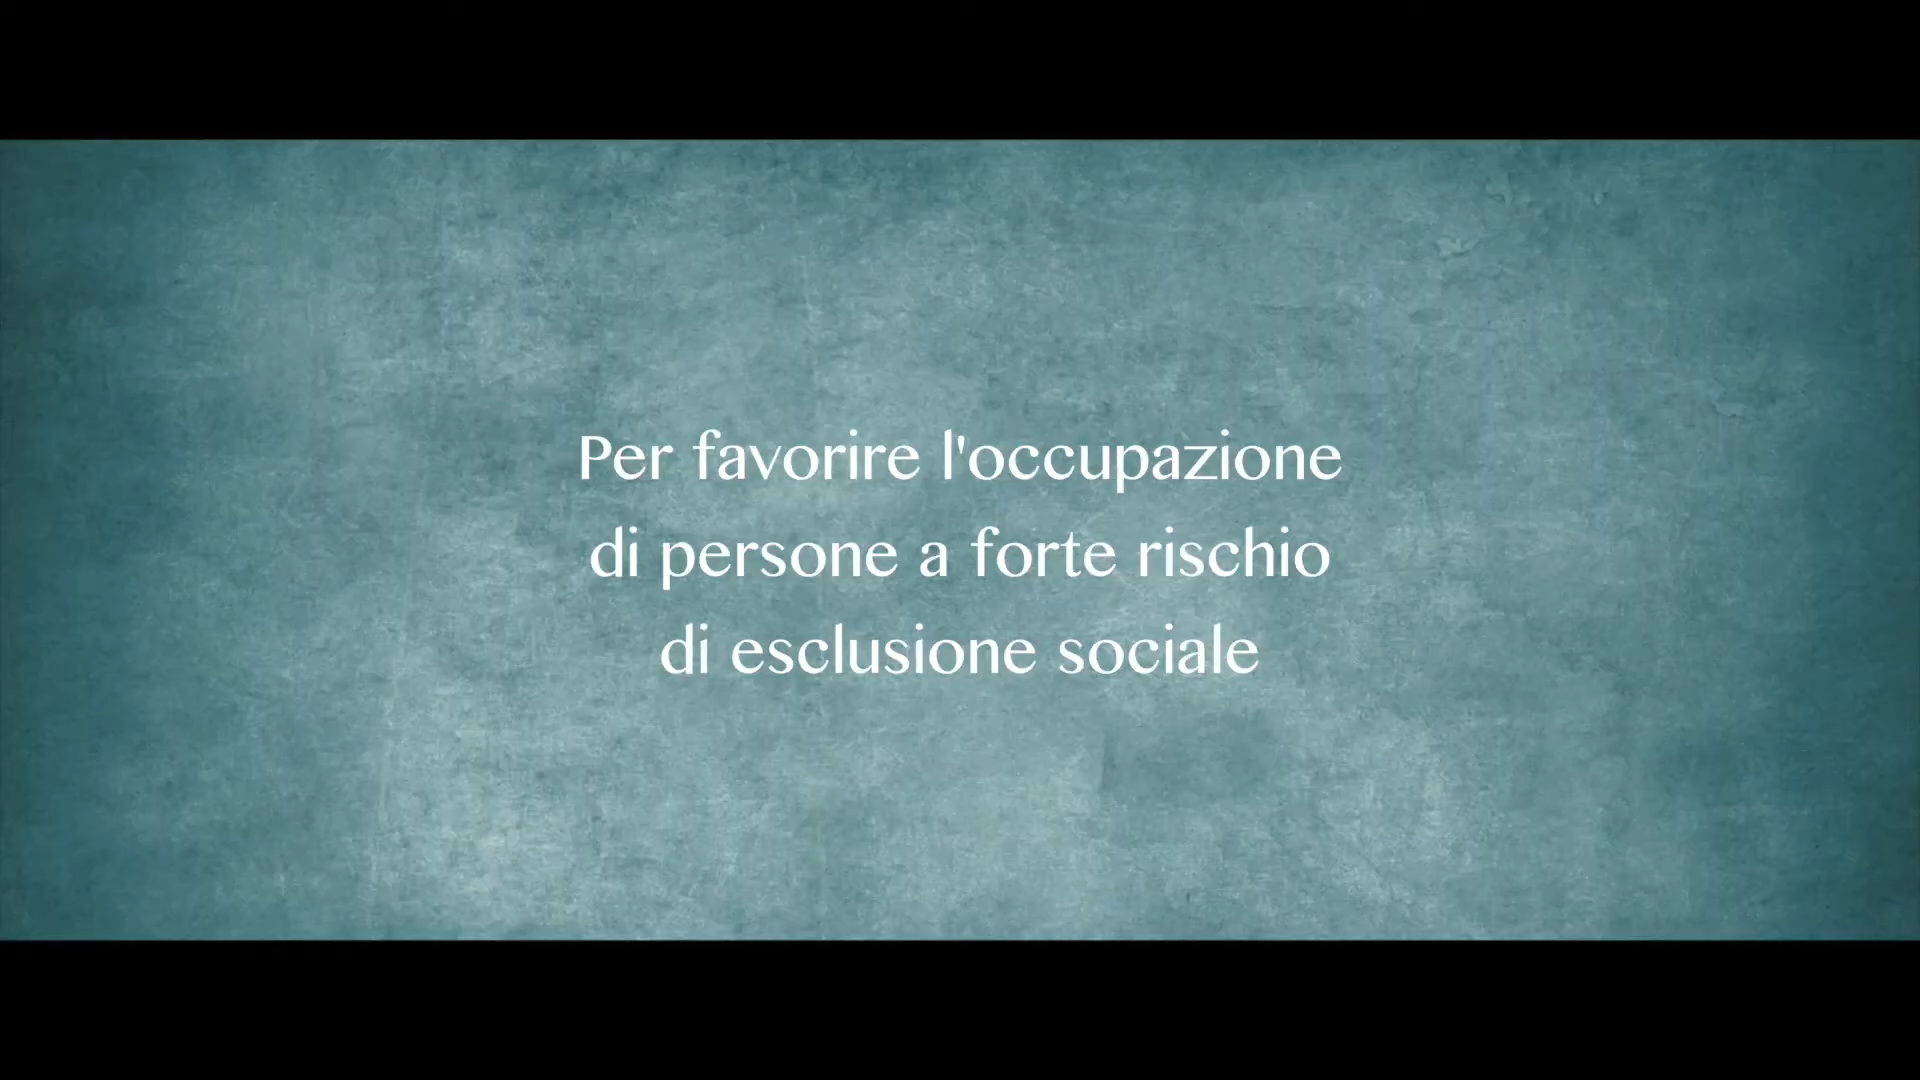 Per favorire l'occupazione
di persone a forte rischio
di esclusione sociale